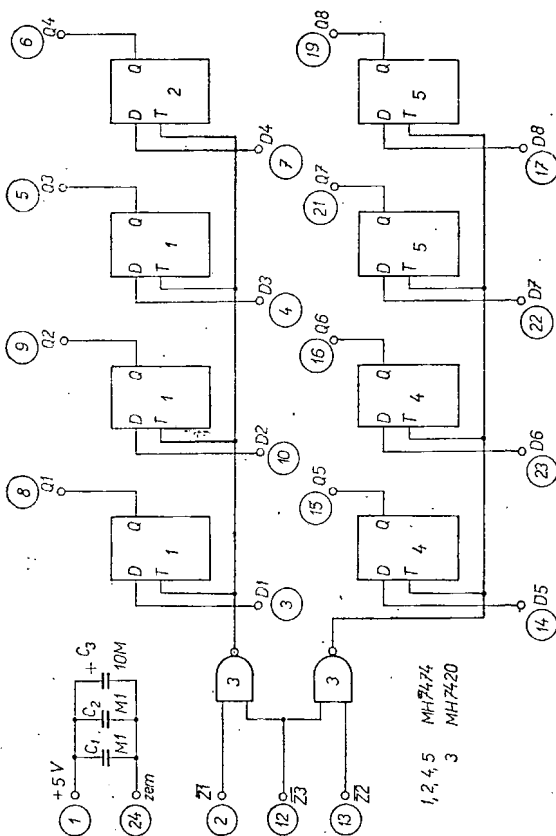 1 +5V
24 zem
C1 M1
C2 M1
+ C3 10M
8 Q1
9 Q2
5 Q3
6 Q4
D Q
T 1
D Q
T 1
D Q
T 1
D Q
T 2
D1 3
D2 10
D3 4
D4 7
2 Z1
12 Z3
13 Z2
3
3
15 Q5
16 Q6
21 Q7
19 Q8
D Q
T 4
D Q
T 4
D Q
T 5
D Q
T 5
14 D5
23 D6
22 D7
17 D8
1, 2, 4, 5 MH7474
3 MH7420